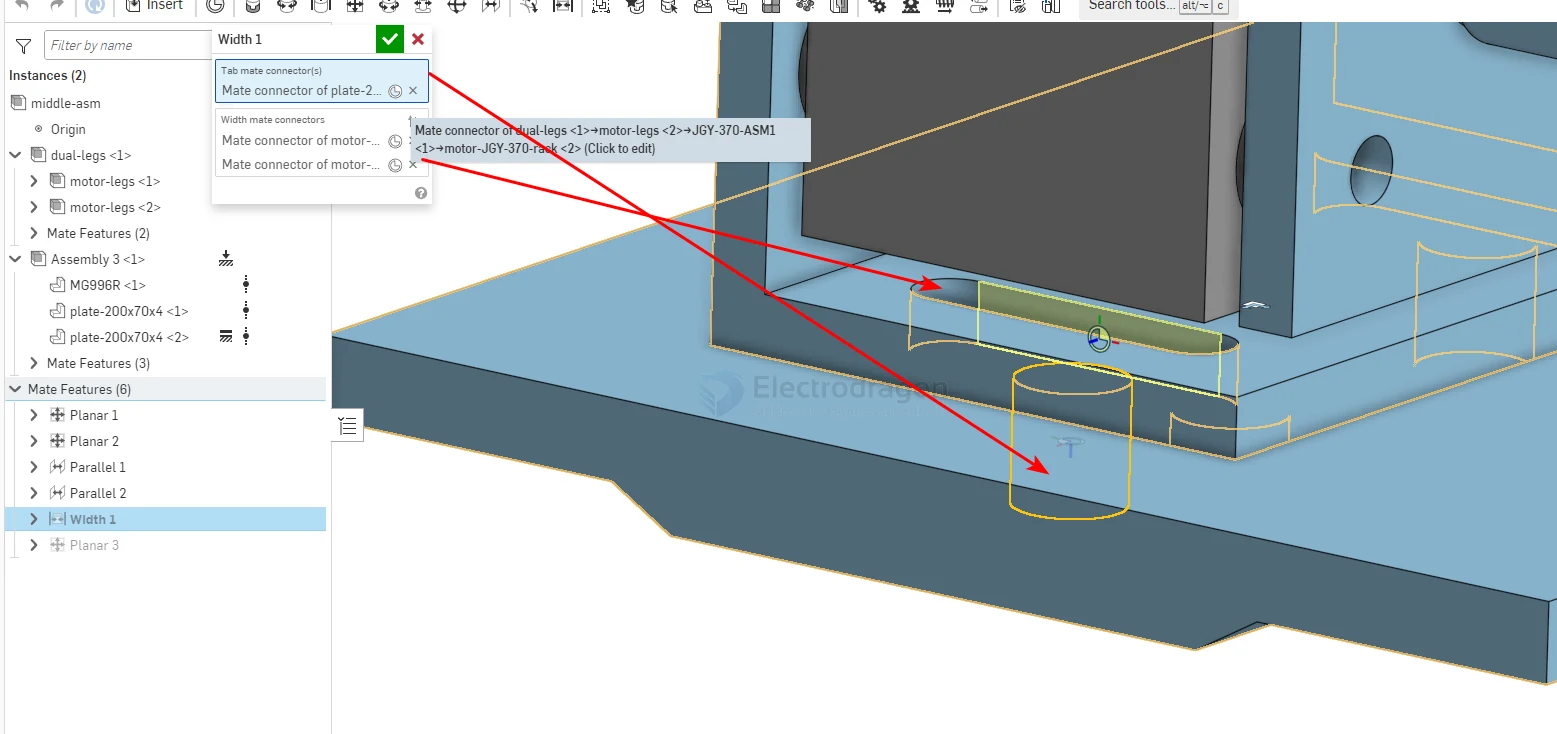 Insert
Search tools... alt/⌥ c
Filter by name
Width 1
Tab mate connector(s)
Mate connector of plate-2...
Instances (2)
middle-asm
Width mate connectors
Origin
Mate connector of dual-legs <1>→motor-legs <2>→JGY-370-ASM1
<1>→motor-JGY-370-rack <2> (Click to edit)
Mate connector of motor-...
dual-legs <1>
Mate connector of motor-...
motor-legs <1>
motor-legs <2>
Mate Features (2)
Assembly 3 <1>
MG996R <1>
plate-200x70x4 <1>
plate-200x70x4 <2>
Mate Features (3)
Mate Features (6)
Electrodragon
Planar 1
Planar 2
Parallel 1
Parallel 2
Width 1
Planar 3